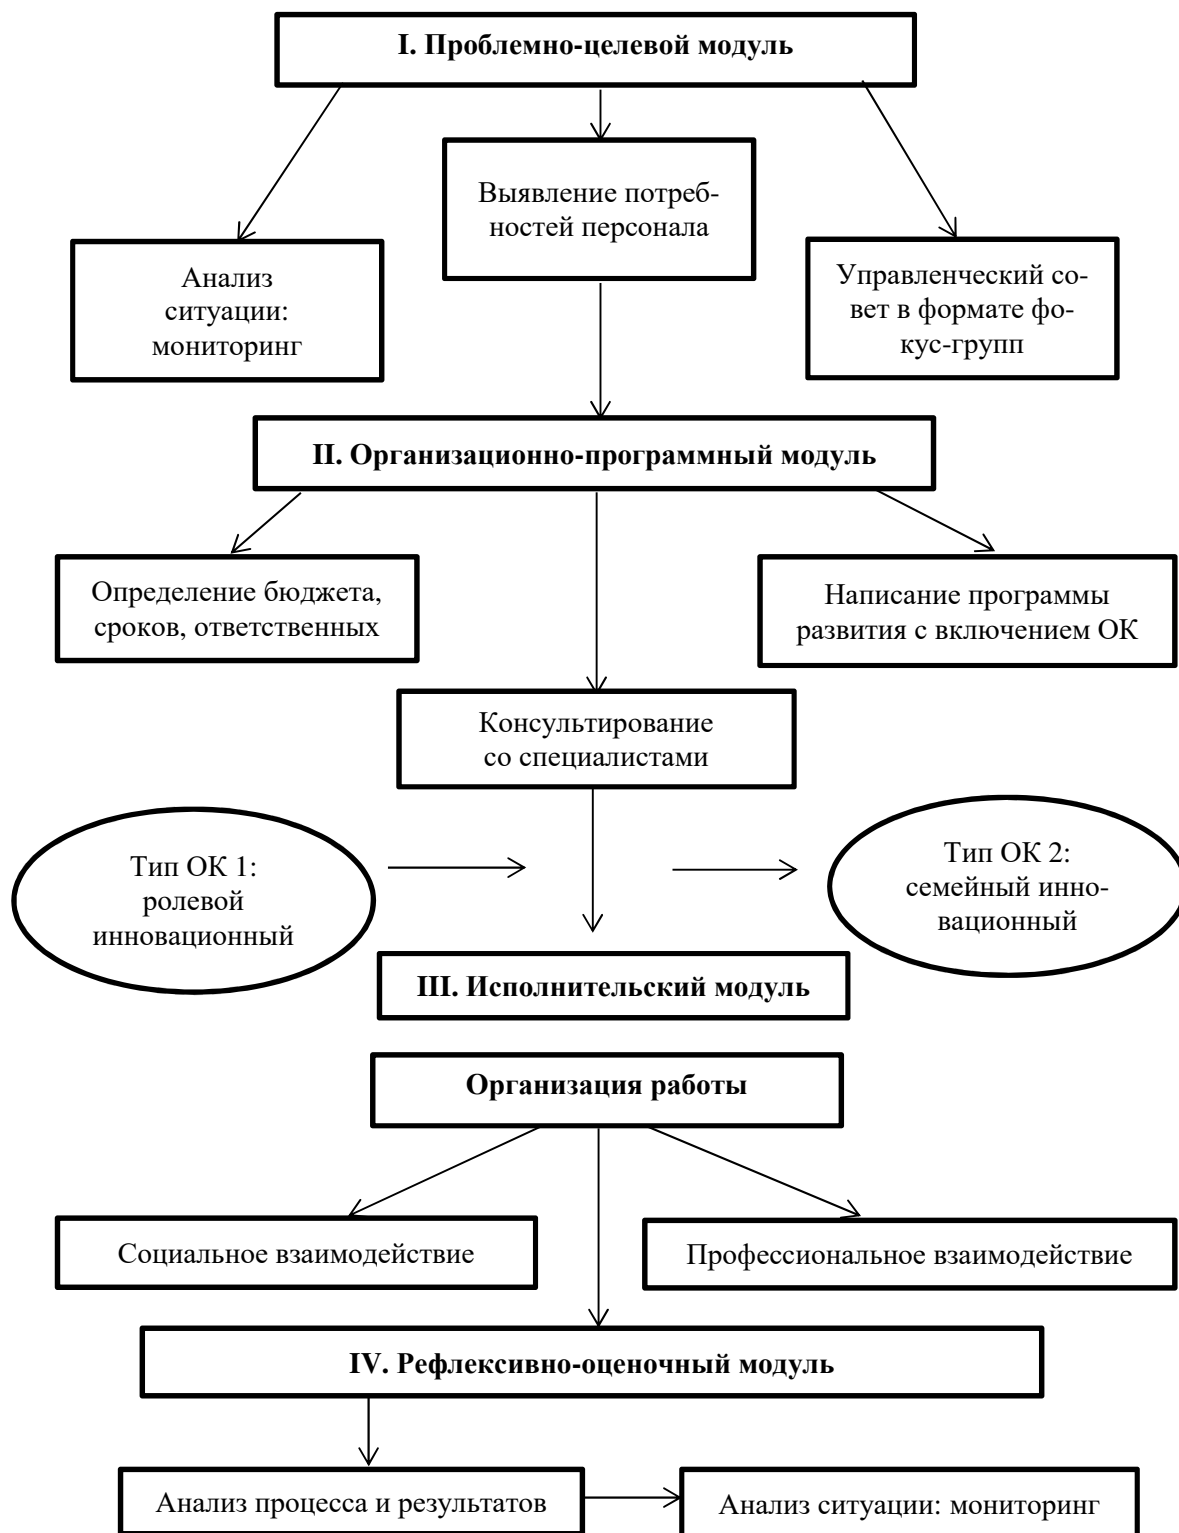 I. Проблемно-целевой модуль
Выявление потреб-
ностей персонала
Анализ
ситуации:
мониторинг
Управленческий со-
вет в формате фо-
кус-групп
II. Организационно-программный модуль
Определение бюджета,
сроков, ответственных
Написание программы
развития с включением ОК
Консультирование
со специалистами
Тип ОК 1:
ролевой
инновационный
Тип ОК 2:
семейный инно-
вационный
III. Исполнительский модуль
Организация работы
Социальное взаимодействие
Профессиональное взаимодействие
IV. Рефлексивно-оценочный модуль
Анализ процесса и результатов
Анализ ситуации: мониторинг